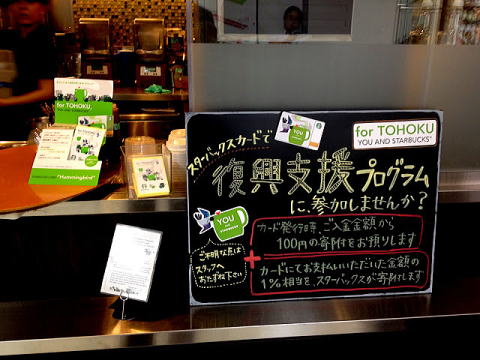 for TOHOKU
YOU AND STARBUCKS
スターバックスカードで
復興支援プログラム
に、参加しませんか?
YOU
カード発行時、ご入金金額から
100円の寄付をお預りします
+
カードにてお支払いいただいた金額の
1%相当を、スターバックスが寄付します
ご不明な点は
スタッフへ
おたずね下さい
YOU
for TOHOKU,
"Hummingbird"